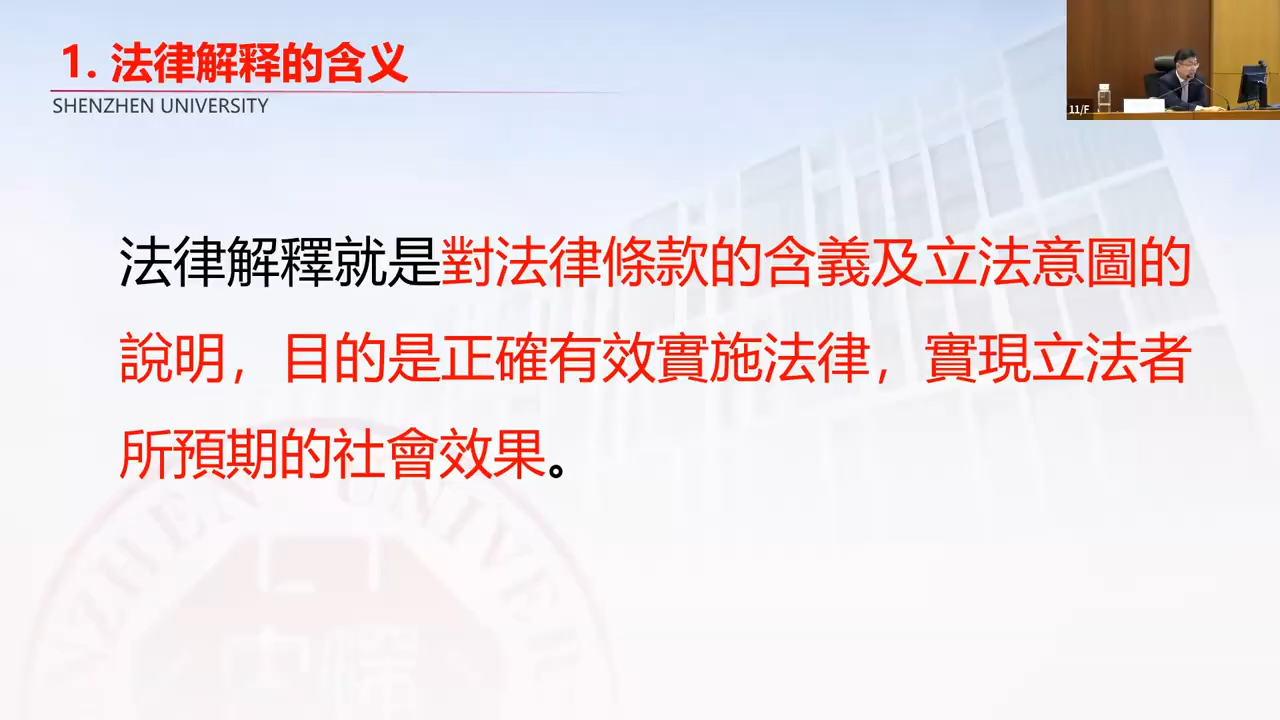 1. 法律解释的含义
SHENZHEN UNIVERSITY
11/F
法律解釋就是對法律條款的含義及立法意圖的
說明，目的是正確有效實施法律，實現立法者
所預期的社會效果。